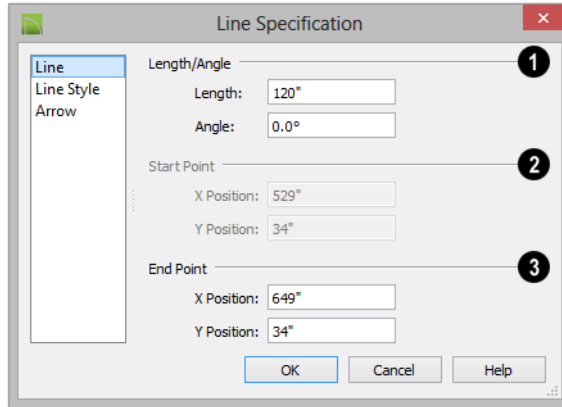 Line Specification
Line
Line Style
Arrow
Length/Angle
1
Length: 120"
Angle: 0.0°
Start Point
2
X Position: 529"
Y Position: 34"
End Point
3
X Position: 649"
Y Position: 34"
OK Cancel Help